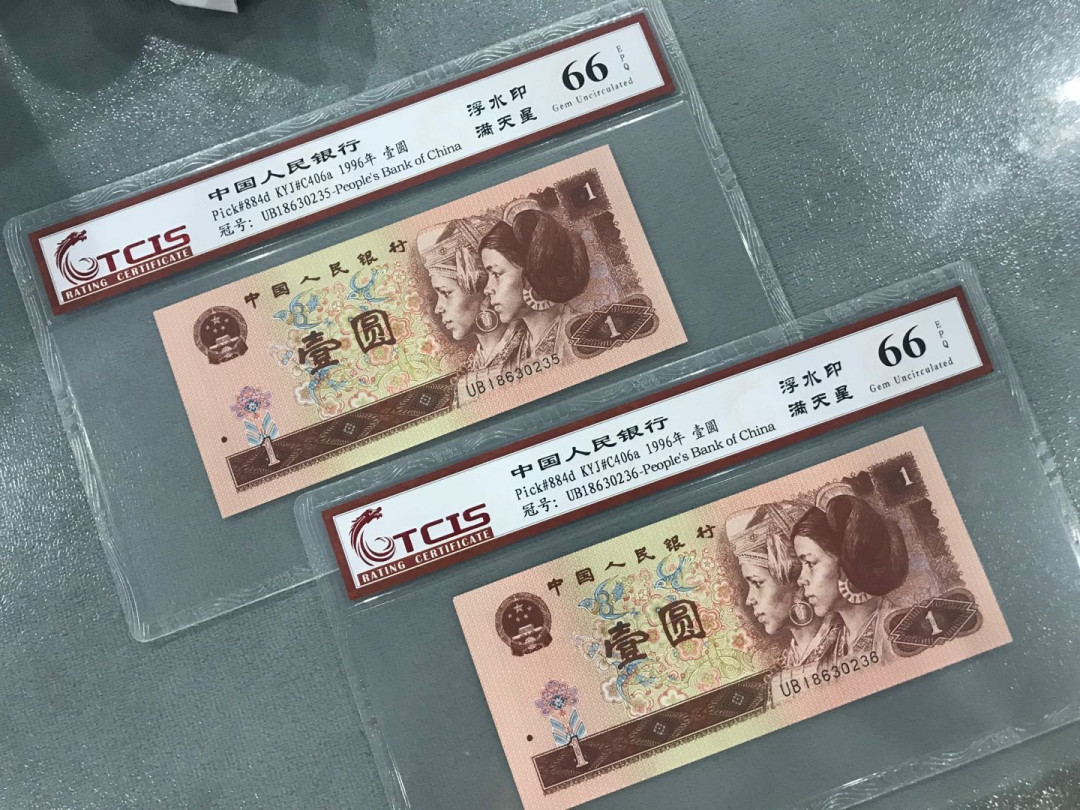 TCIS
RATING CERTIFICATE
中国人民银行
Pick#884d KYJ#C406a 1996年 壹圆
冠号: UB18630235-People's Bank of China
浮水印
满天星
66
EPQ
Gem Uncirculated
中国人民银行
壹圆
1
1
1
UB18630235
TCIS
RATING CERTIFICATE
中国人民银行
Pick#884d KYJ#C406a 1996年 壹圆
冠号: UB18630236-People's Bank of China
浮水印
满天星
66
EPQ
Gem Uncirculated
中国人民银行
壹圆
1
1
1
UB18630236